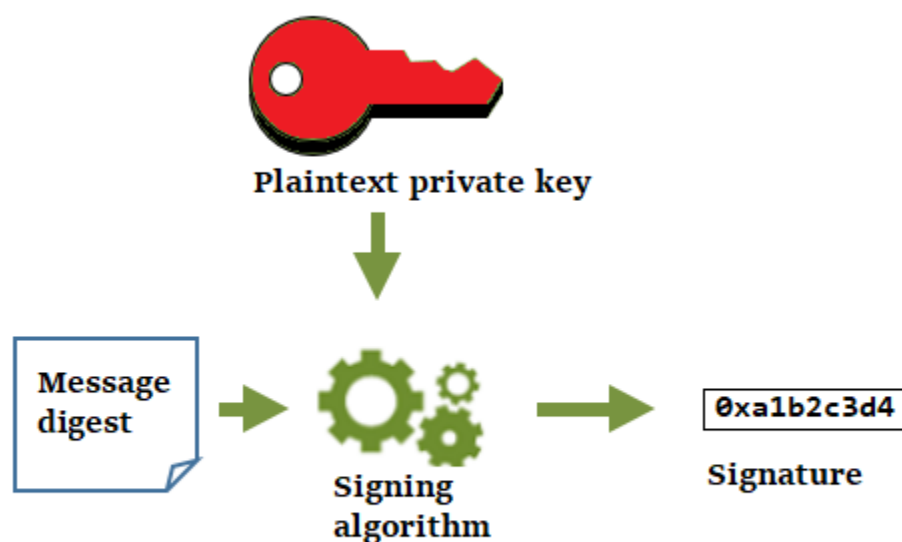 Plaintext private key
Message
digest
0xa1b2c3d4
Signing
algorithm
Signature